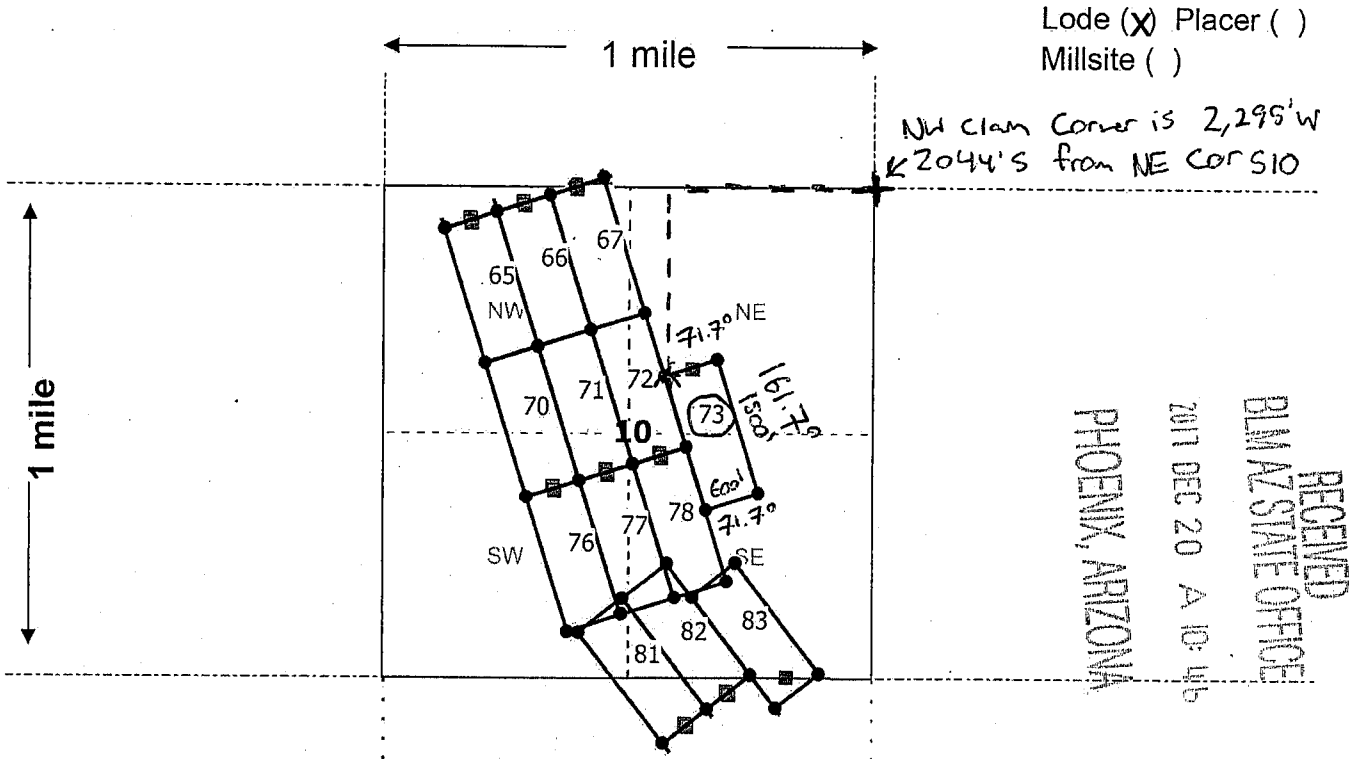 Lode (X) Placer ( )
Millsite ( )
1 mile
NW Clam Corner is 2,295'W
2044's from NE Cor S10
67
66
65
NW
NE
71.7°
72
161.7°
1500'
71
70
73
10
1 mile
600'
78
71.7°
77
76
SW
SE
83
82
81
RECEIVED
BLM AZ STATE OFFICE
2017 DEC 20 A 10:46
PHOENIX, ARIZONA